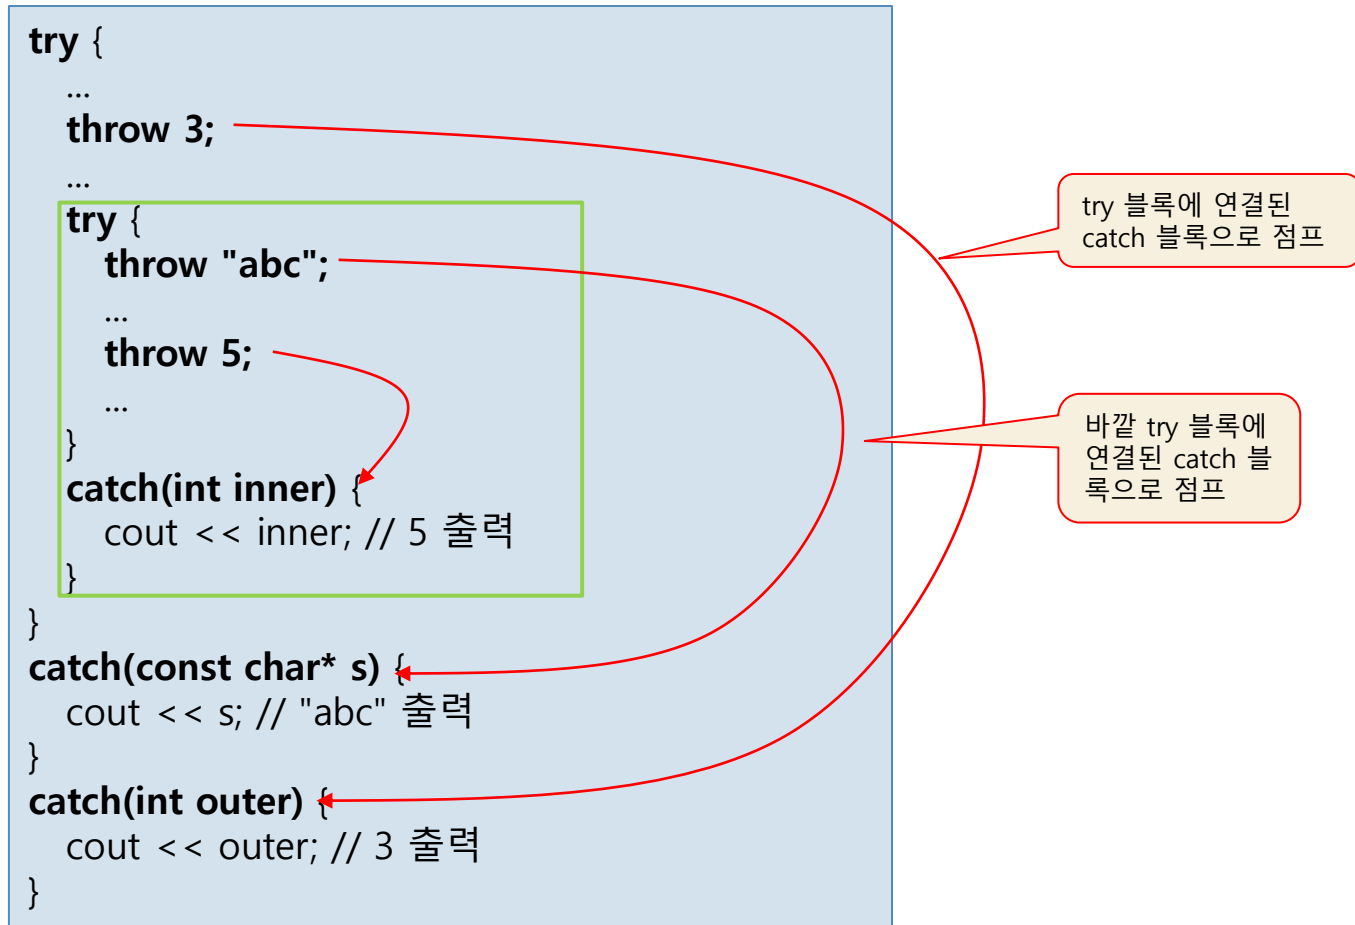 try {
...
throw 3;
...
try {
throw "abc";
...
throw 5;
...
}
catch(int inner) {
cout << inner; // 5 출력
}
}
catch(const char* s) {
cout << s; // "abc" 출력
}
catch(int outer) {
cout << outer; // 3 출력
}
try 블록에 연결된
catch 블록으로 점프
바깥 try 블록에
연결된 catch 블
록으로 점프